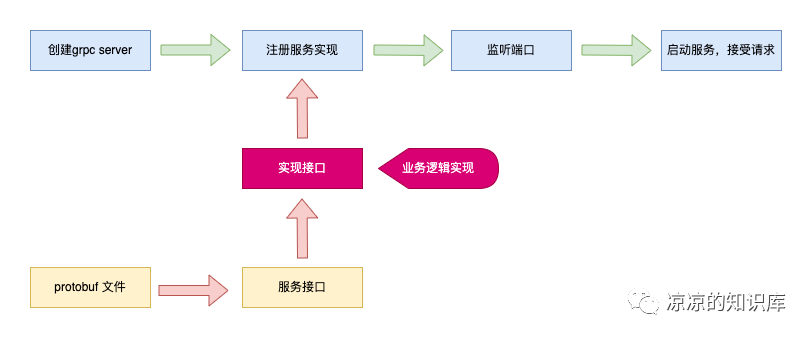 创建grpc server
注册服务实现
监听端口
启动服务，接受请求
实现接口
业务逻辑实现
protobuf 文件
服务接口
凉凉的知识库